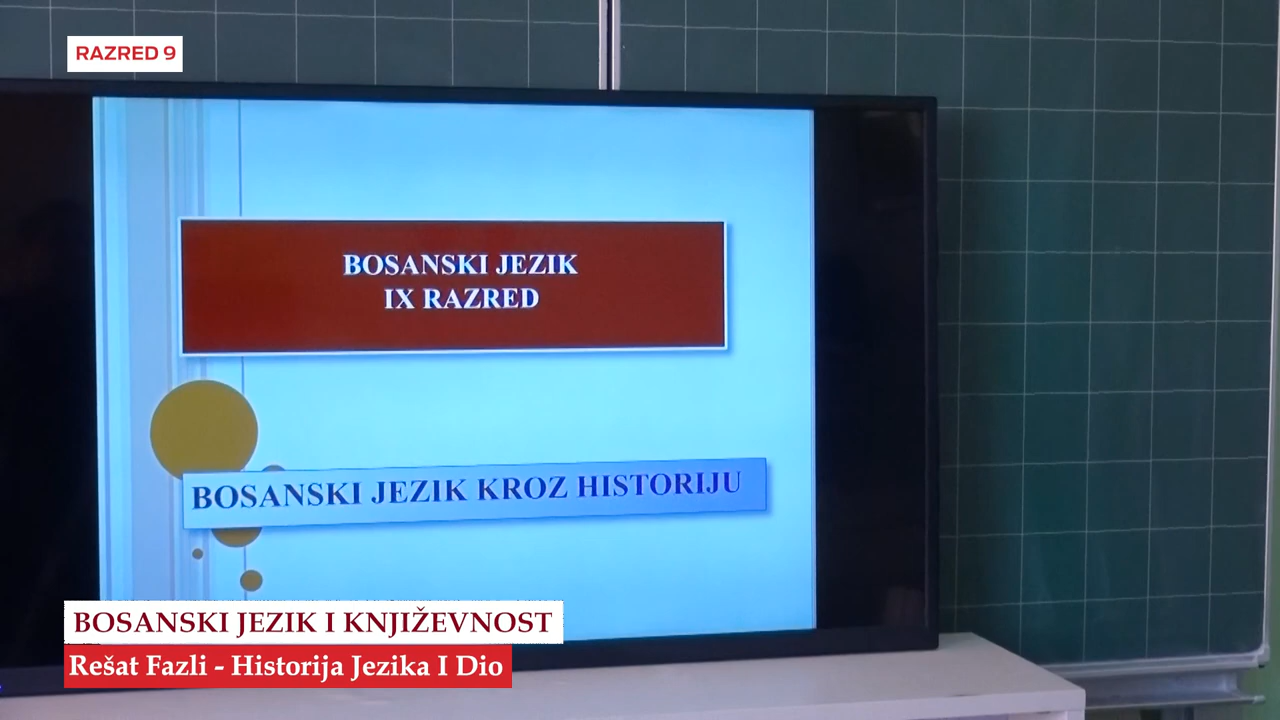 RAZRED 9
BOSANSKI JEZIK
IX RAZRED
BOSANSKI JEZIK KROZ HISTORIJU
BOSANSKI JEZIK I KNJIŽEVNOST
Rešat Fazli - Historija Jezika I Dio